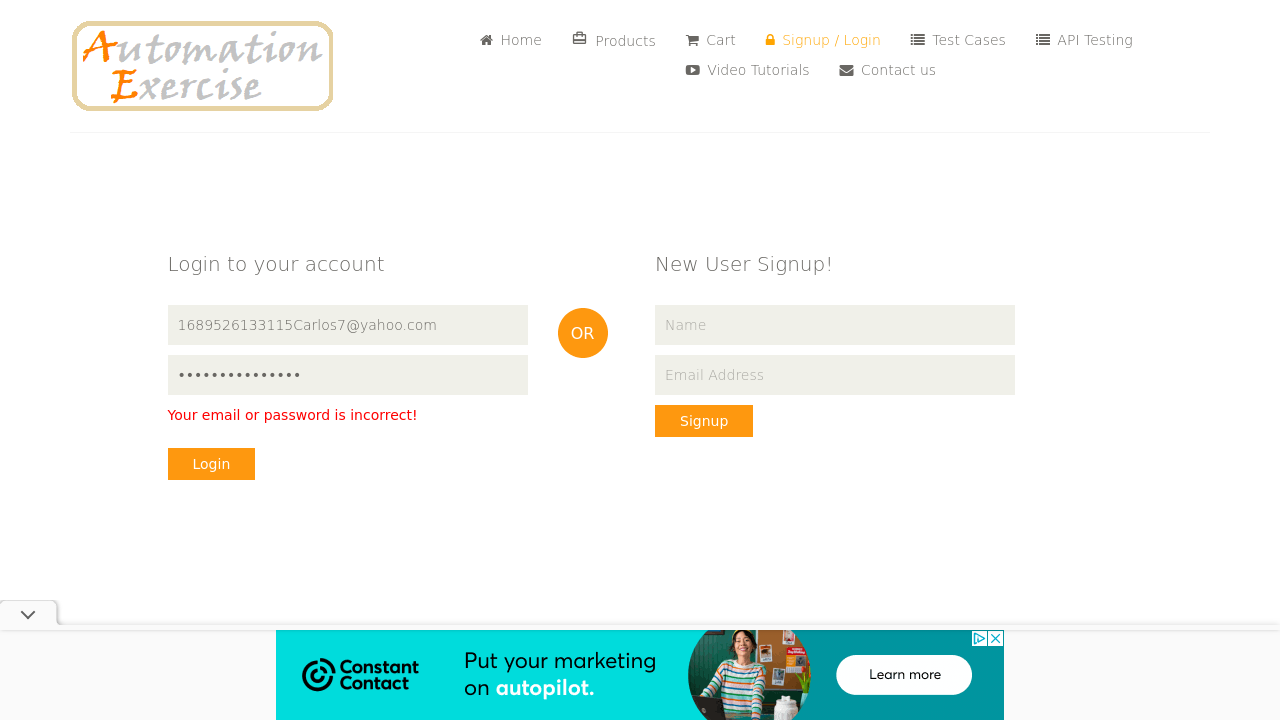 Automation
Exercise
Home
Products
Cart
Signup / Login
Test Cases
API Testing
Video Tutorials
Contact us
Login to your account
1689526133115Carlos7@yahoo.com
•••••••••••••••
Your email or password is incorrect!
Login
OR
New User Signup!
Name
Email Address
Signup
Constant
Contact
Put your marketing
on autopilot.
Learn more